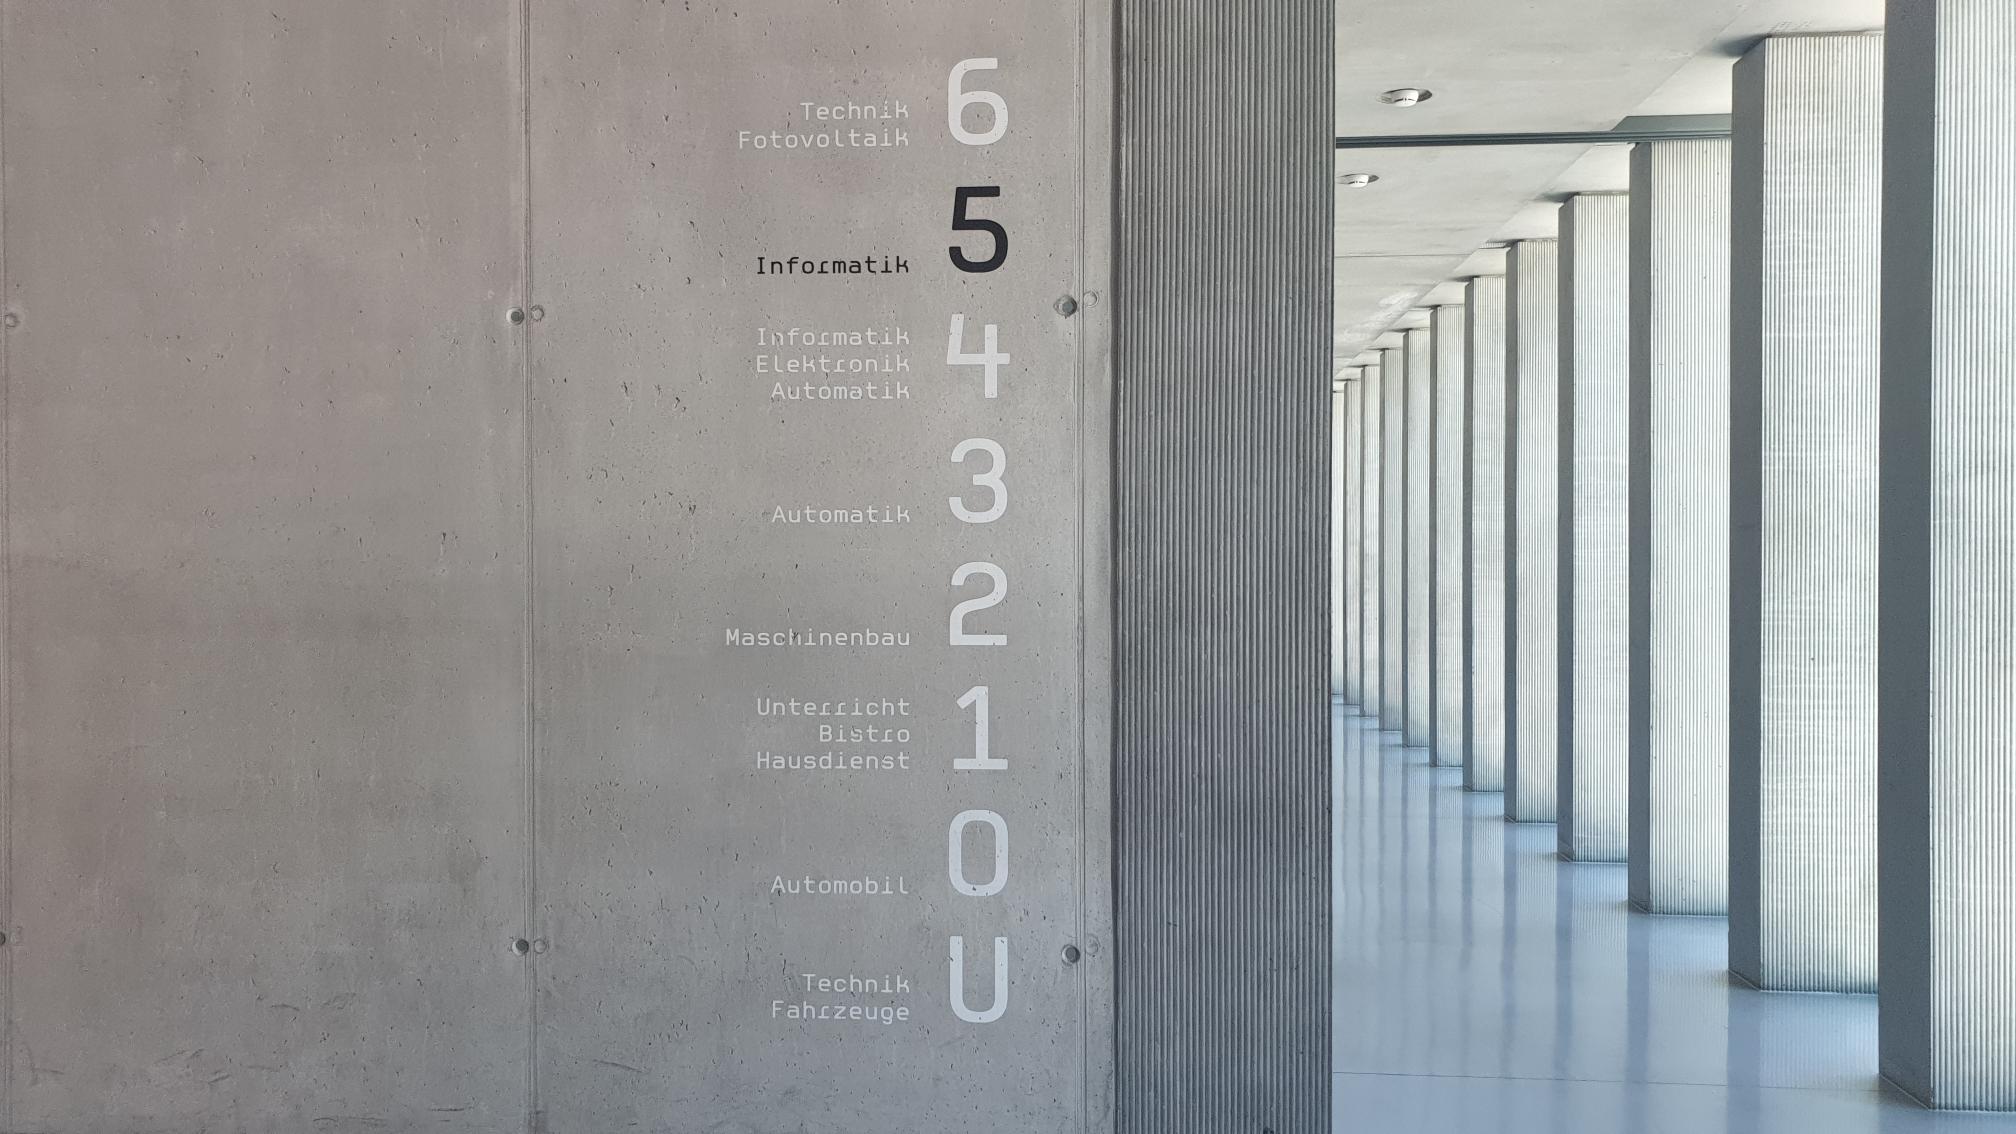 6
Technik
Fotovoltaik
5
Informatik
4
Informatik
Elektronik
Automatik
3
Automatik
2
Maschinenbau
1
Unterricht
Bistro
Hausdienst
0
Automobil
U
Technik
Fahrzeuge